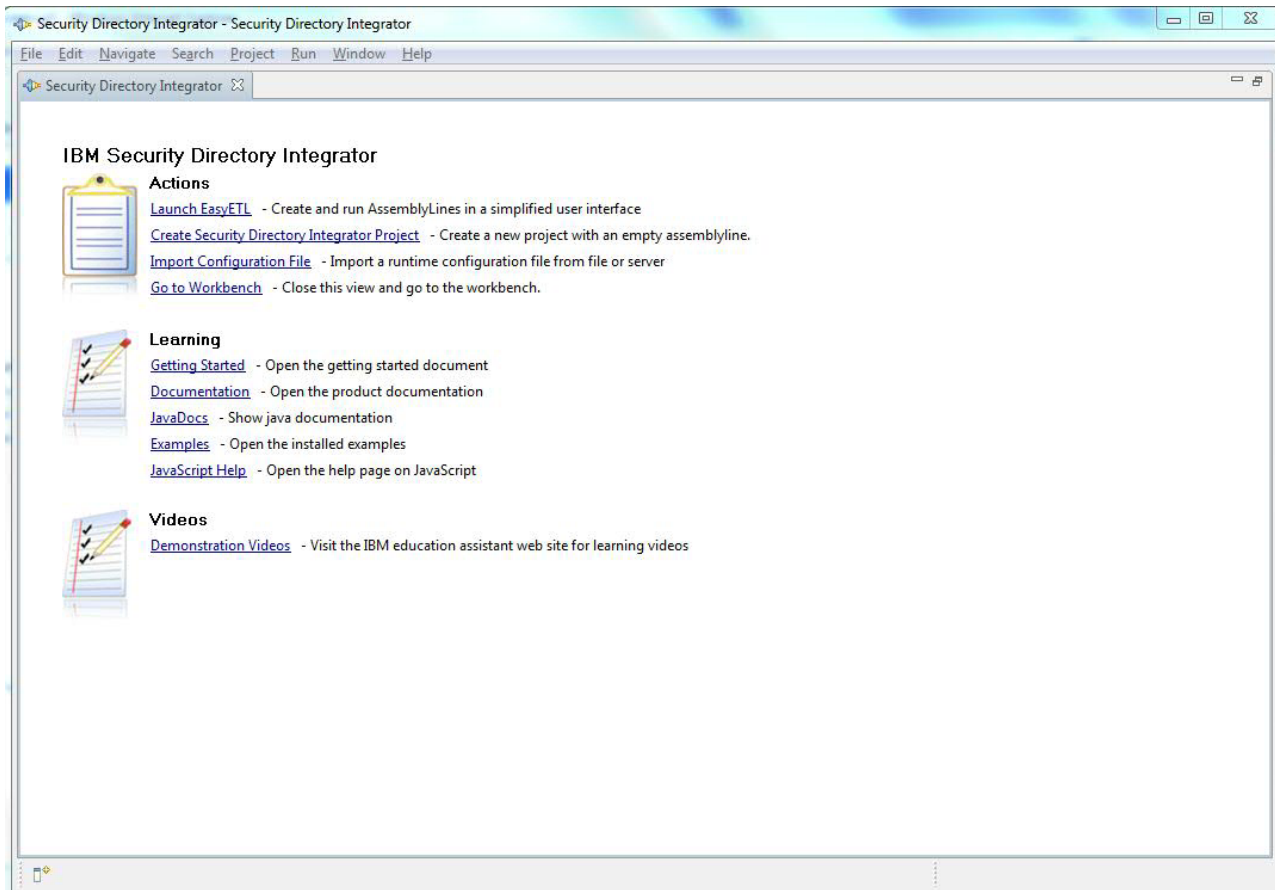 Security Directory Integrator - Security Directory Integrator
File Edit Navigate Search Project Run Window Help
Security Directory Integrator
IBM Security Directory Integrator
Actions
Launch EasyETL - Create and run AssemblyLines in a simplified user interface
Create Security Directory Integrator Project - Create a new project with an empty assemblyline.
Import Configuration File - Import a runtime configuration file from file or server
Go to Workbench - Close this view and go to the workbench.
Learning
Getting Started - Open the getting started document
Documentation - Open the product documentation
JavaDocs - Show java documentation
Examples - Open the installed examples
JavaScript Help - Open the help page on JavaScript
Videos
Demonstration Videos - Visit the IBM education assistant web site for learning videos